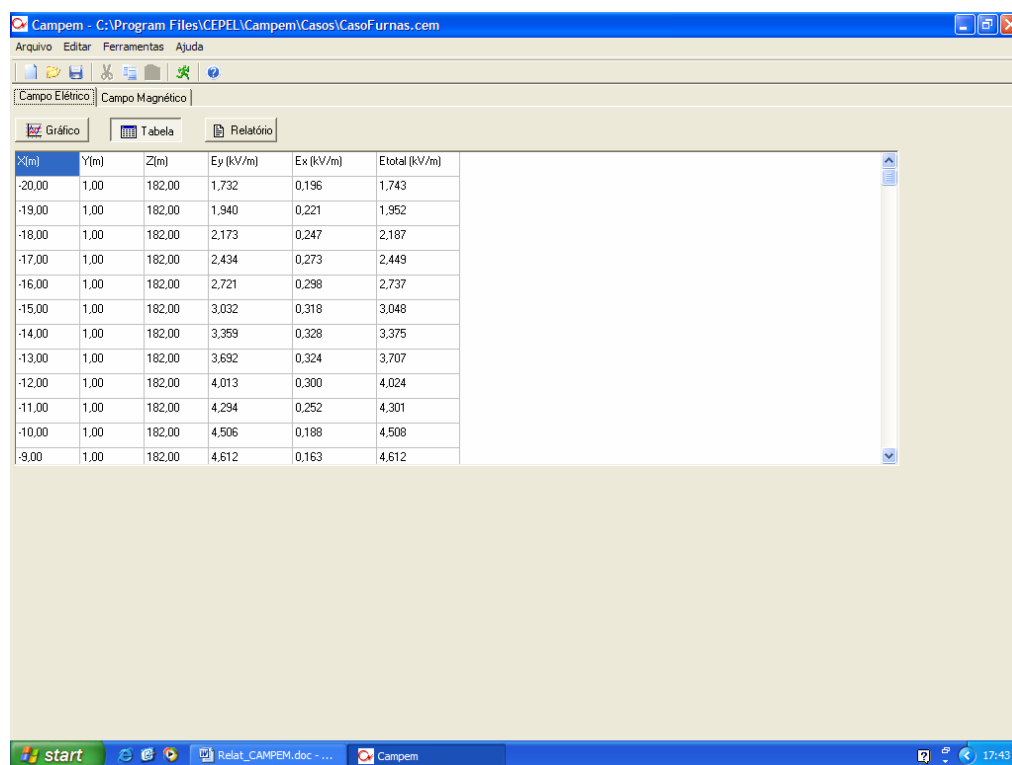 Campem - C:\Program Files\CEPEL\Campem\Casos\CasoFurnas.cem
Arquivo Editar Ferramentas Ajuda
Campo Elétrico Campo Magnético
Gráfico Tabela Relatório
X(m) Y(m) Z(m) Ey (kV/m) Ex (kV/m) Etotal (kV/m)
-20,00 1,00 182,00 1,732 0,196 1,743
-19,00 1,00 182,00 1,940 0,221 1,952
-18,00 1,00 182,00 2,173 0,247 2,187
-17,00 1,00 182,00 2,434 0,273 2,449
-16,00 1,00 182,00 2,721 0,298 2,737
-15,00 1,00 182,00 3,032 0,318 3,048
-14,00 1,00 182,00 3,359 0,328 3,375
-13,00 1,00 182,00 3,692 0,324 3,707
-12,00 1,00 182,00 4,013 0,300 4,024
-11,00 1,00 182,00 4,294 0,252 4,301
-10,00 1,00 182,00 4,506 0,188 4,508
-9,00 1,00 182,00 4,612 0,163 4,612
start Relat_CAMPEM.doc - ... Campem 17:43